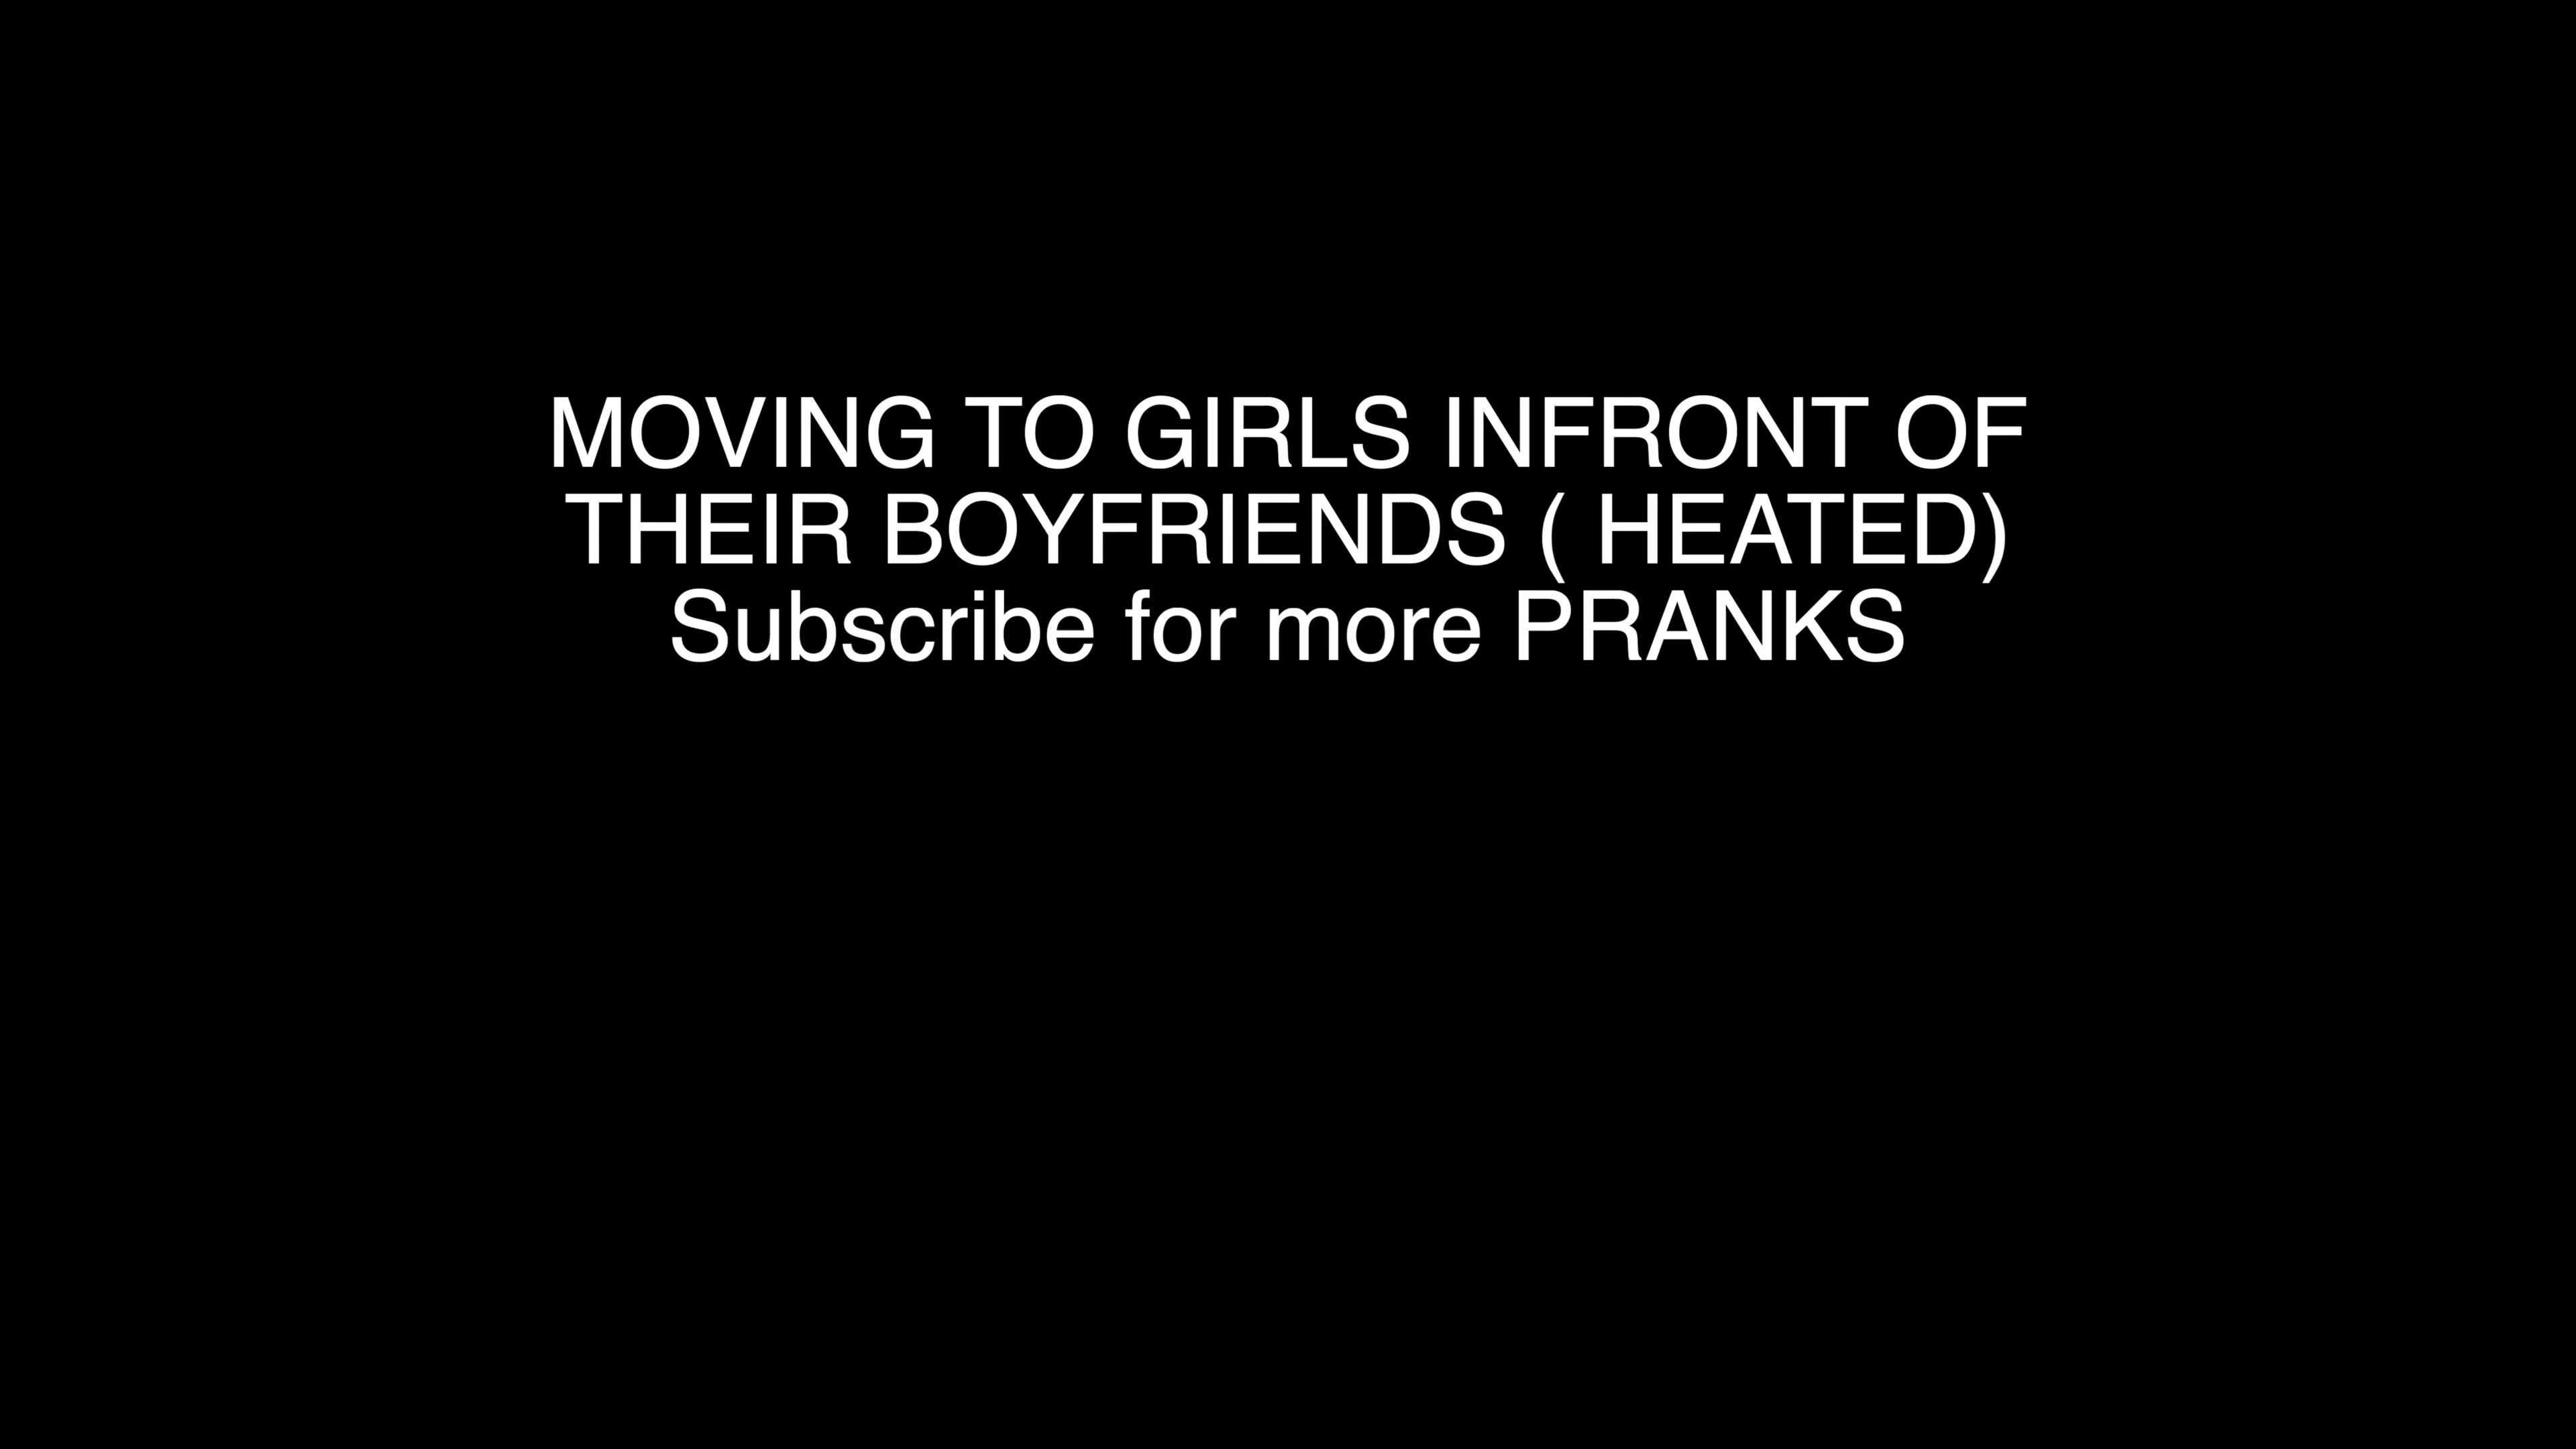 MOVING TO GIRLS INFRONT OF
THEIR BOYFRIENDS ( HEATED)
Subscribe for more PRANKS